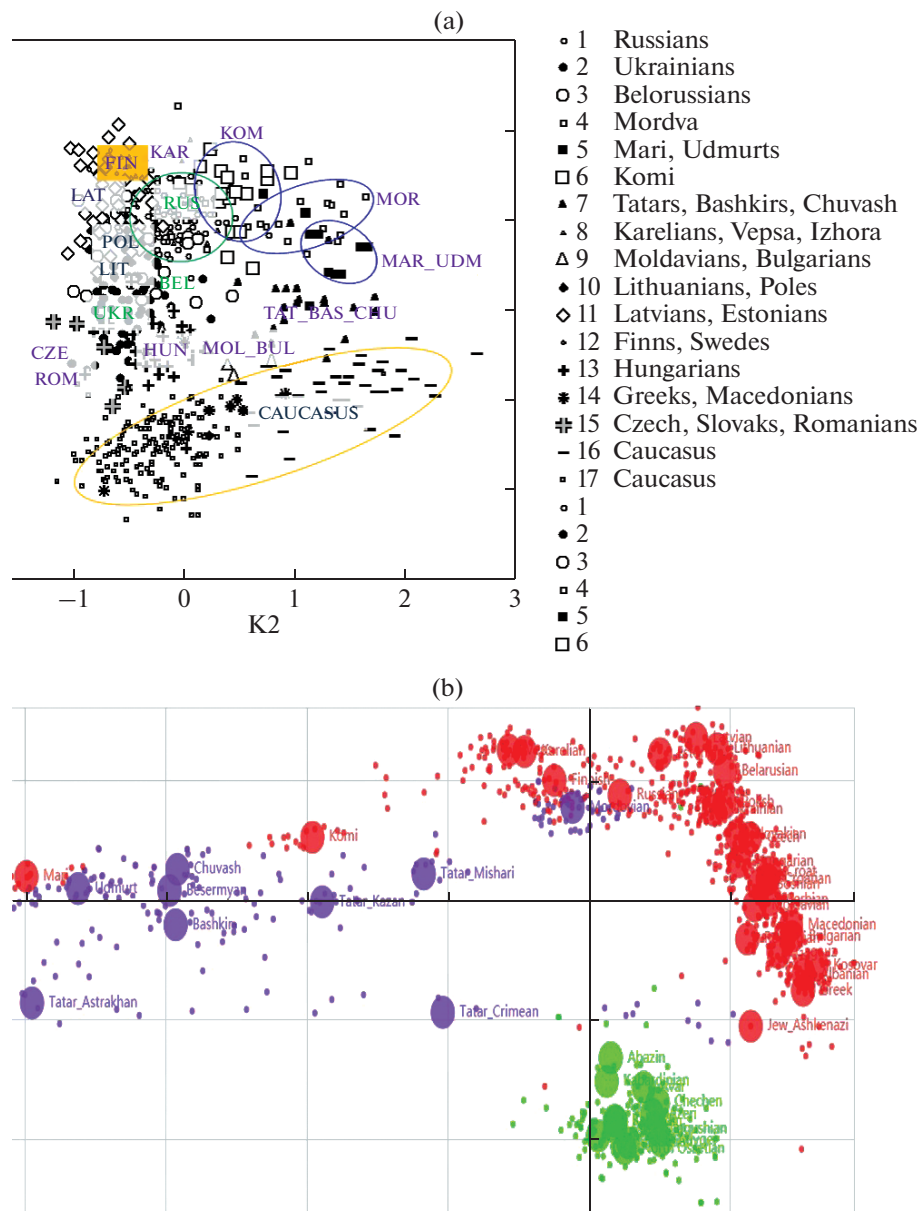 (a)
1 Russians
2 Ukrainians
3 Belorussians
4 Mordva
5 Mari, Udmurts
6 Komi
7 Tatars, Bashkirs, Chuvash
8 Karelians, Vepsa, Izhora
9 Moldavians, Bulgarians
10 Lithuanians, Poles
11 Latvians, Estonians
12 Finns, Swedes
13 Hungarians
14 Greeks, Macedonians
15 Czech, Slovaks, Romanians
16 Caucasus
17 Caucasus
1
2
3
4
5
6
KOM
KAR
FIN
LAT
RUS
MOR
POL
MAR_UDM
LIT
BEL
UKR
TAT_BAS_CHU
CZE
HUN
MOL_BUL
ROM
CAUCASUS
−1 0 1 2 3
K2
(b)
Latvian
Karelian
Lithuanian
Finnish
Belarusian
Russian
Mordovian
Komi
Chuvash
Tatar_Mishari
Mari
Udmurt
Besermyan
Tatar_Kazan
Bashkir
Macedonian
Bulgarian
Kosovar
Greek
Tatar_Astrakhan
Tatar_Crimean
Jew_Ashkenazi
Abazin
Kabardinian
Chechen